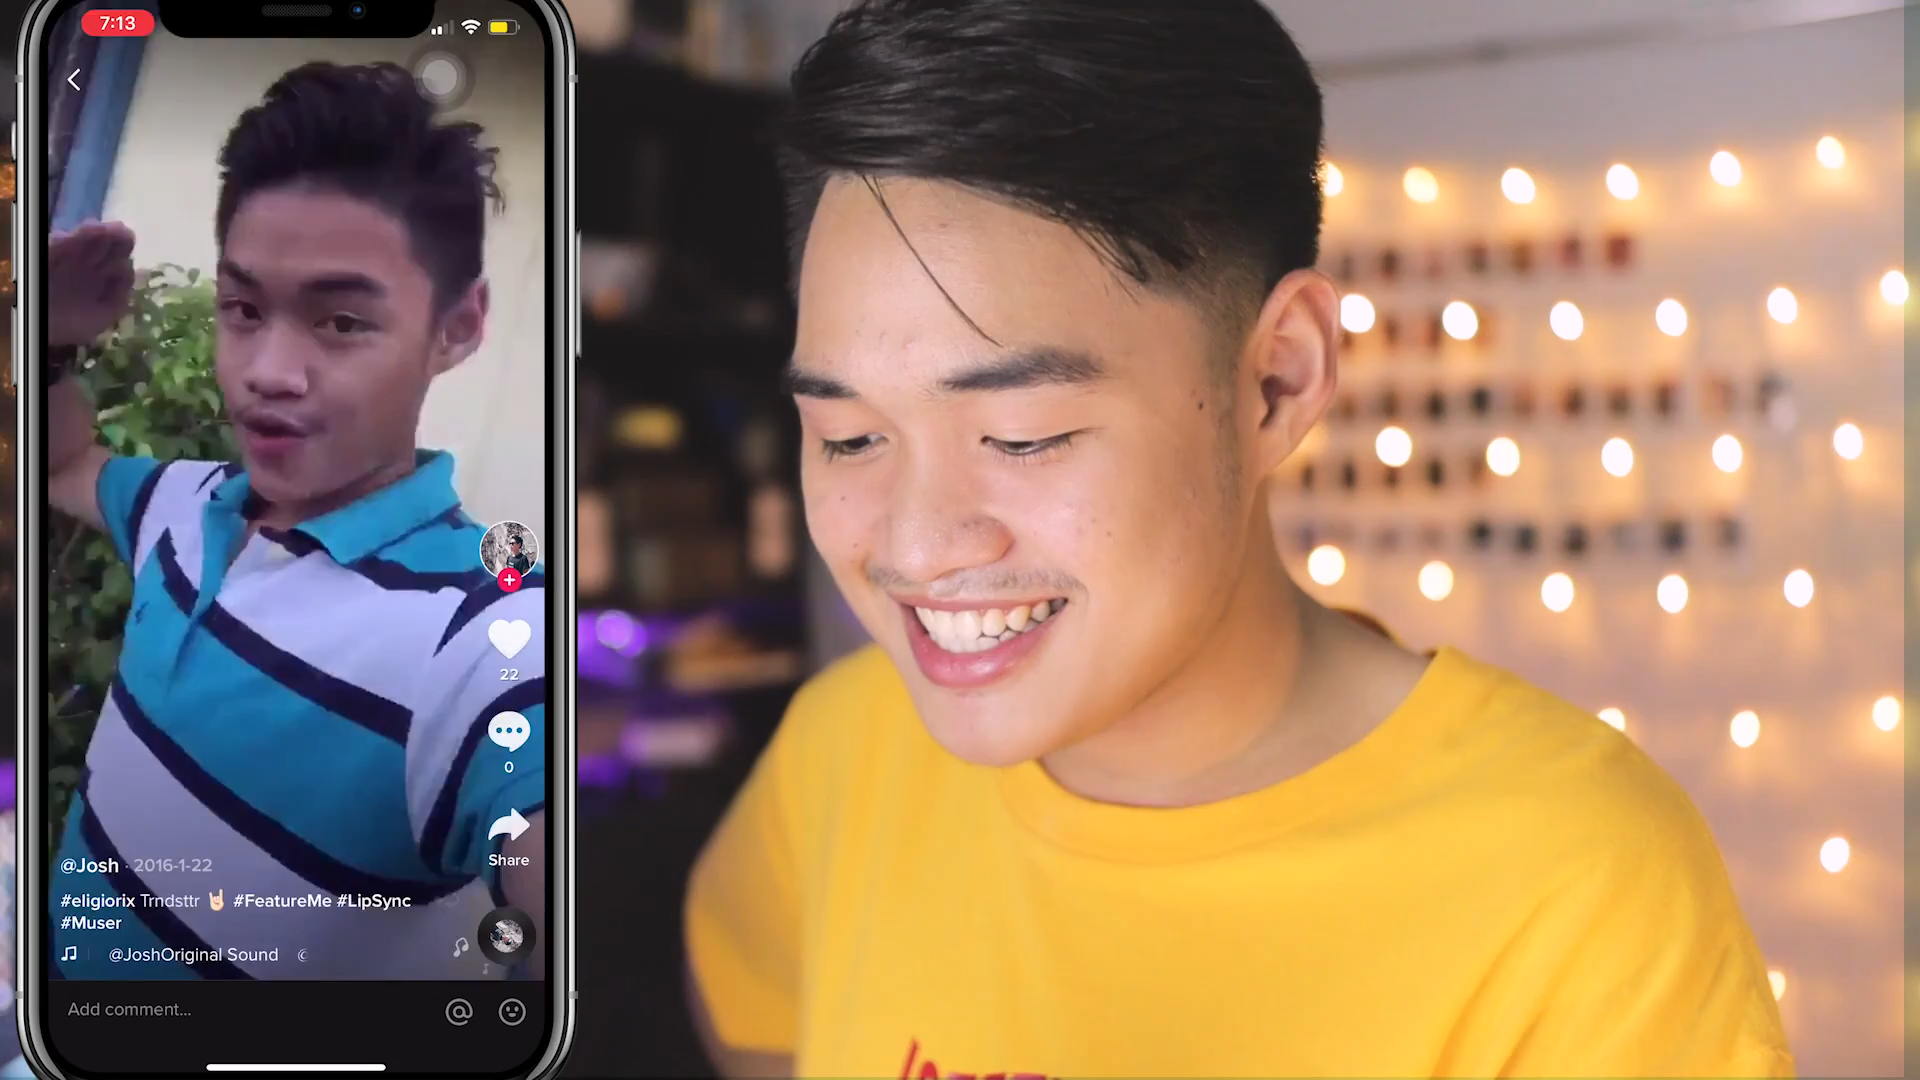 7:13
22
0
Share
@Josh · 2016-1-22
#eligiorix Trndsttr 🤘🏻 #FeatureMe #LipSync
#Muser
@JoshOriginal Sound
Add comment...